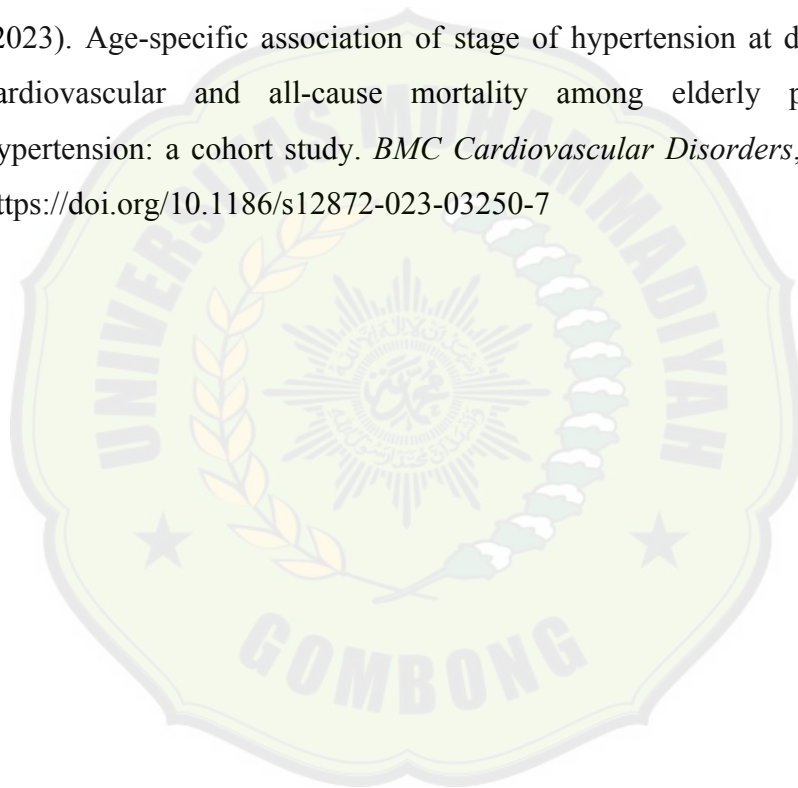 2023). Age-specific association of stage of hypertension at d
ardiovascular and all-cause mortality among elderly p
ypertension: a cohort study. BMC Cardiovascular Disorders,
ttps://doi.org/10.1186/s12872-023-03250-7
UNIVERSITAS MUHAMMADIYAH
GOMBONG